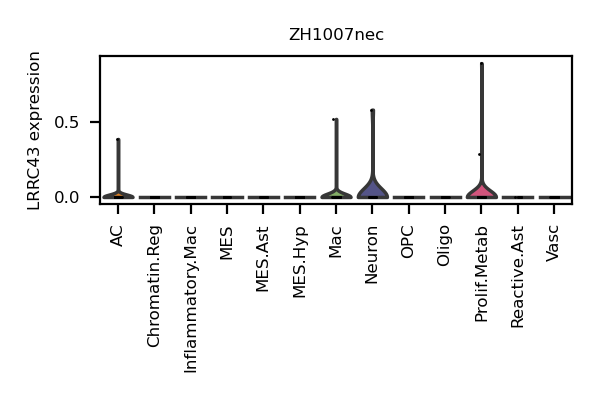 ZH1007nec
LRRC43 expression
0.5
0.0
AC
Chromatin.Reg
Inflammatory.Mac
MES
MES.Ast
MES.Hyp
Mac
Neuron
OPC
Oligo
Prolif.Metab
Reactive.Ast
Vasc